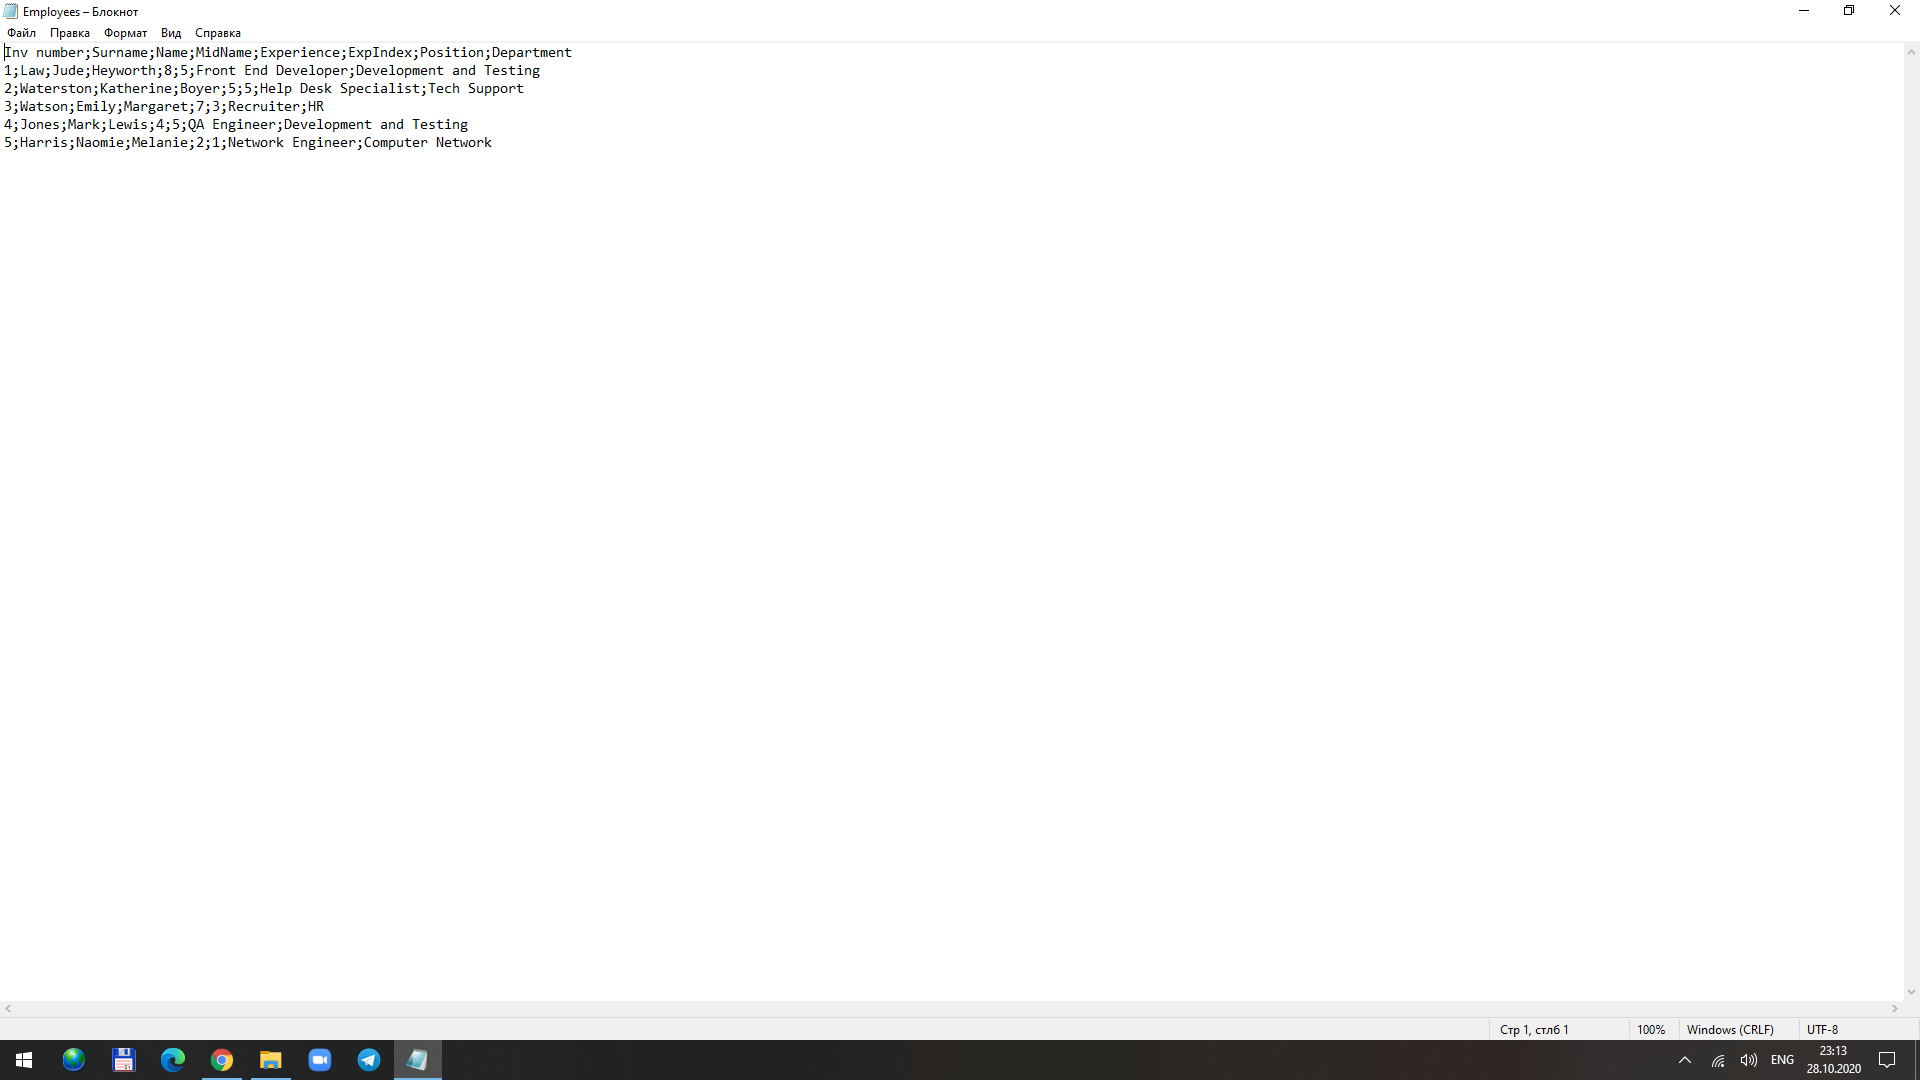 Employees – Блокнот
Файл Правка Формат Вид Справка
Inv number;Surname;Name;MidName;Experience;ExpIndex;Position;Department
1;Law;Jude;Heyworth;8;5;Front End Developer;Development and Testing
2;Waterston;Katherine;Boyer;5;5;Help Desk Specialist;Tech Support
3;Watson;Emily;Margaret;7;3;Recruiter;HR
4;Jones;Mark;Lewis;4;5;QA Engineer;Development and Testing
5;Harris;Naomie;Melanie;2;1;Network Engineer;Computer Network
Стр 1, стлб 1 100% Windows (CRLF) UTF-8
ENG 23:13
28.10.2020